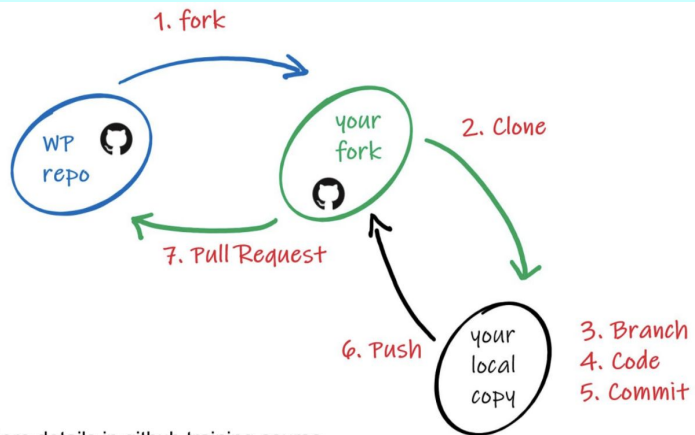 1. fork
WP
repo
your
fork
2. Clone
7. Pull Request
6. Push
your
local
copy
3. Branch
4. Code
5. Commit